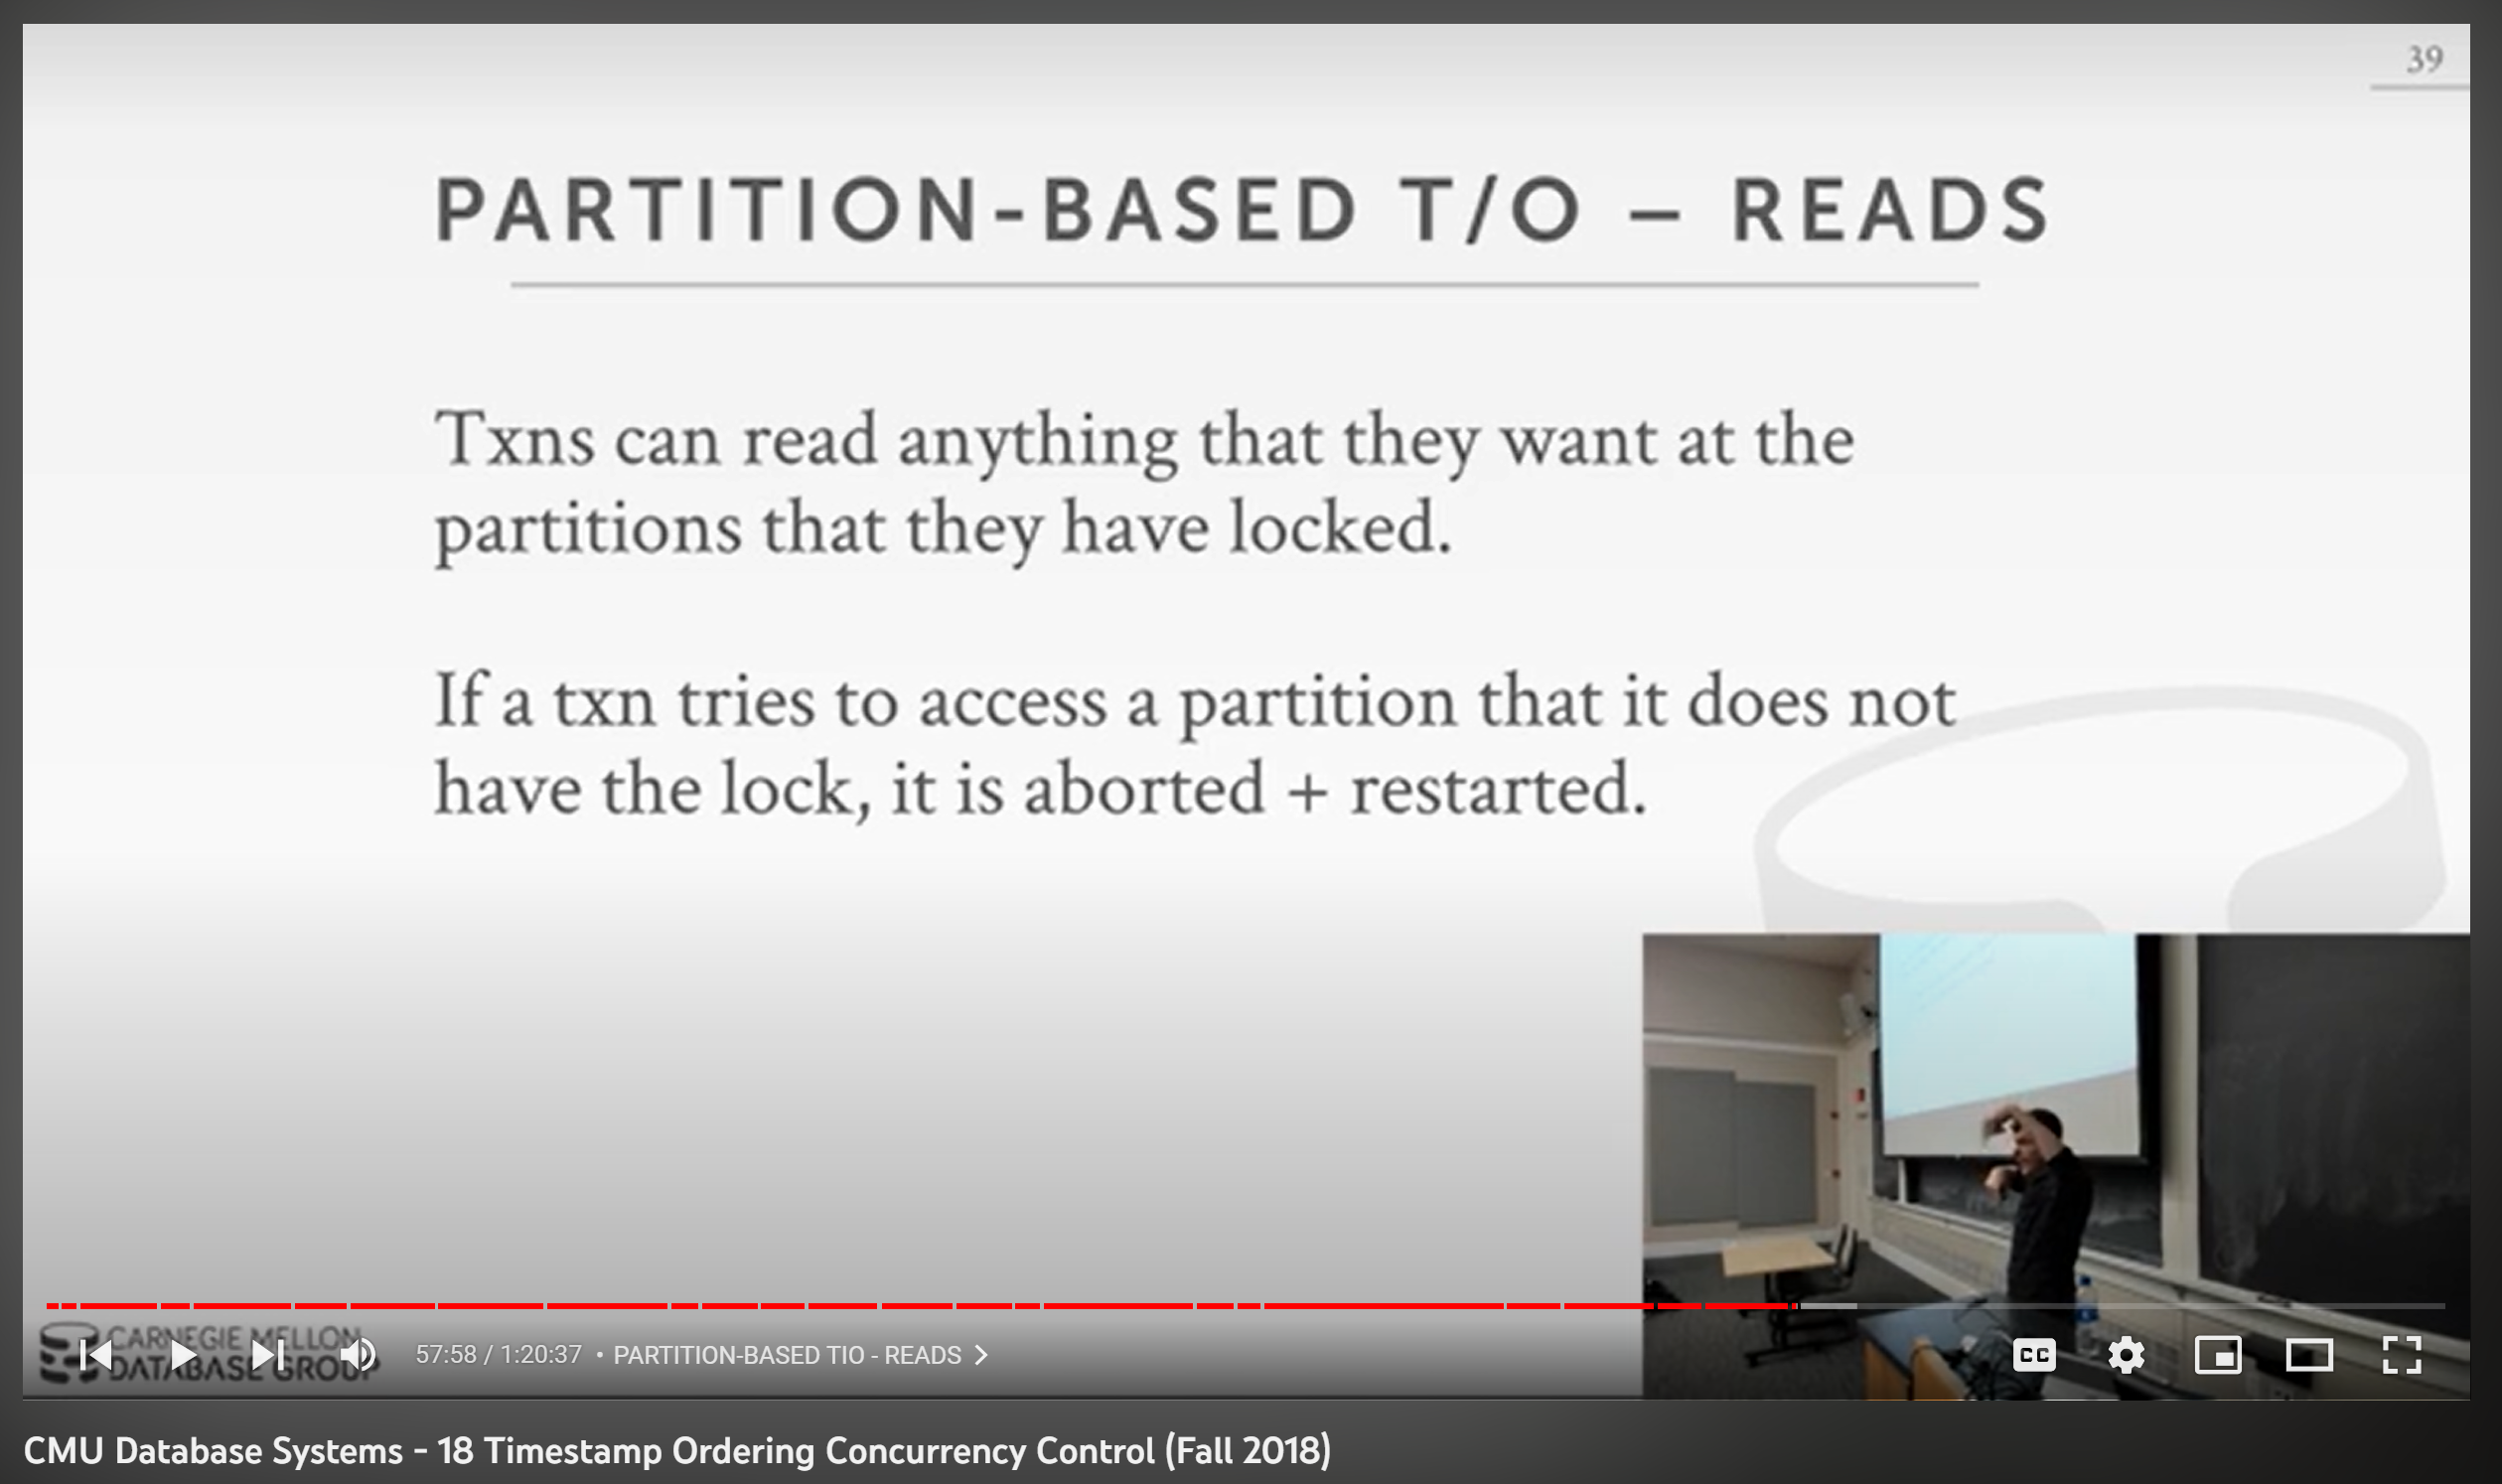 39
PARTITION-BASED T/O – READS
Txns can read anything that they want at the
partitions that they have locked.
If a txn tries to access a partition that it does not
have the lock, it is aborted + restarted.
CARNEGIE MELLON
DATABASE GROUP
57:58 / 1:20:37 • PARTITION-BASED TIO - READS
CC
CMU Database Systems - 18 Timestamp Ordering Concurrency Control (Fall 2018)